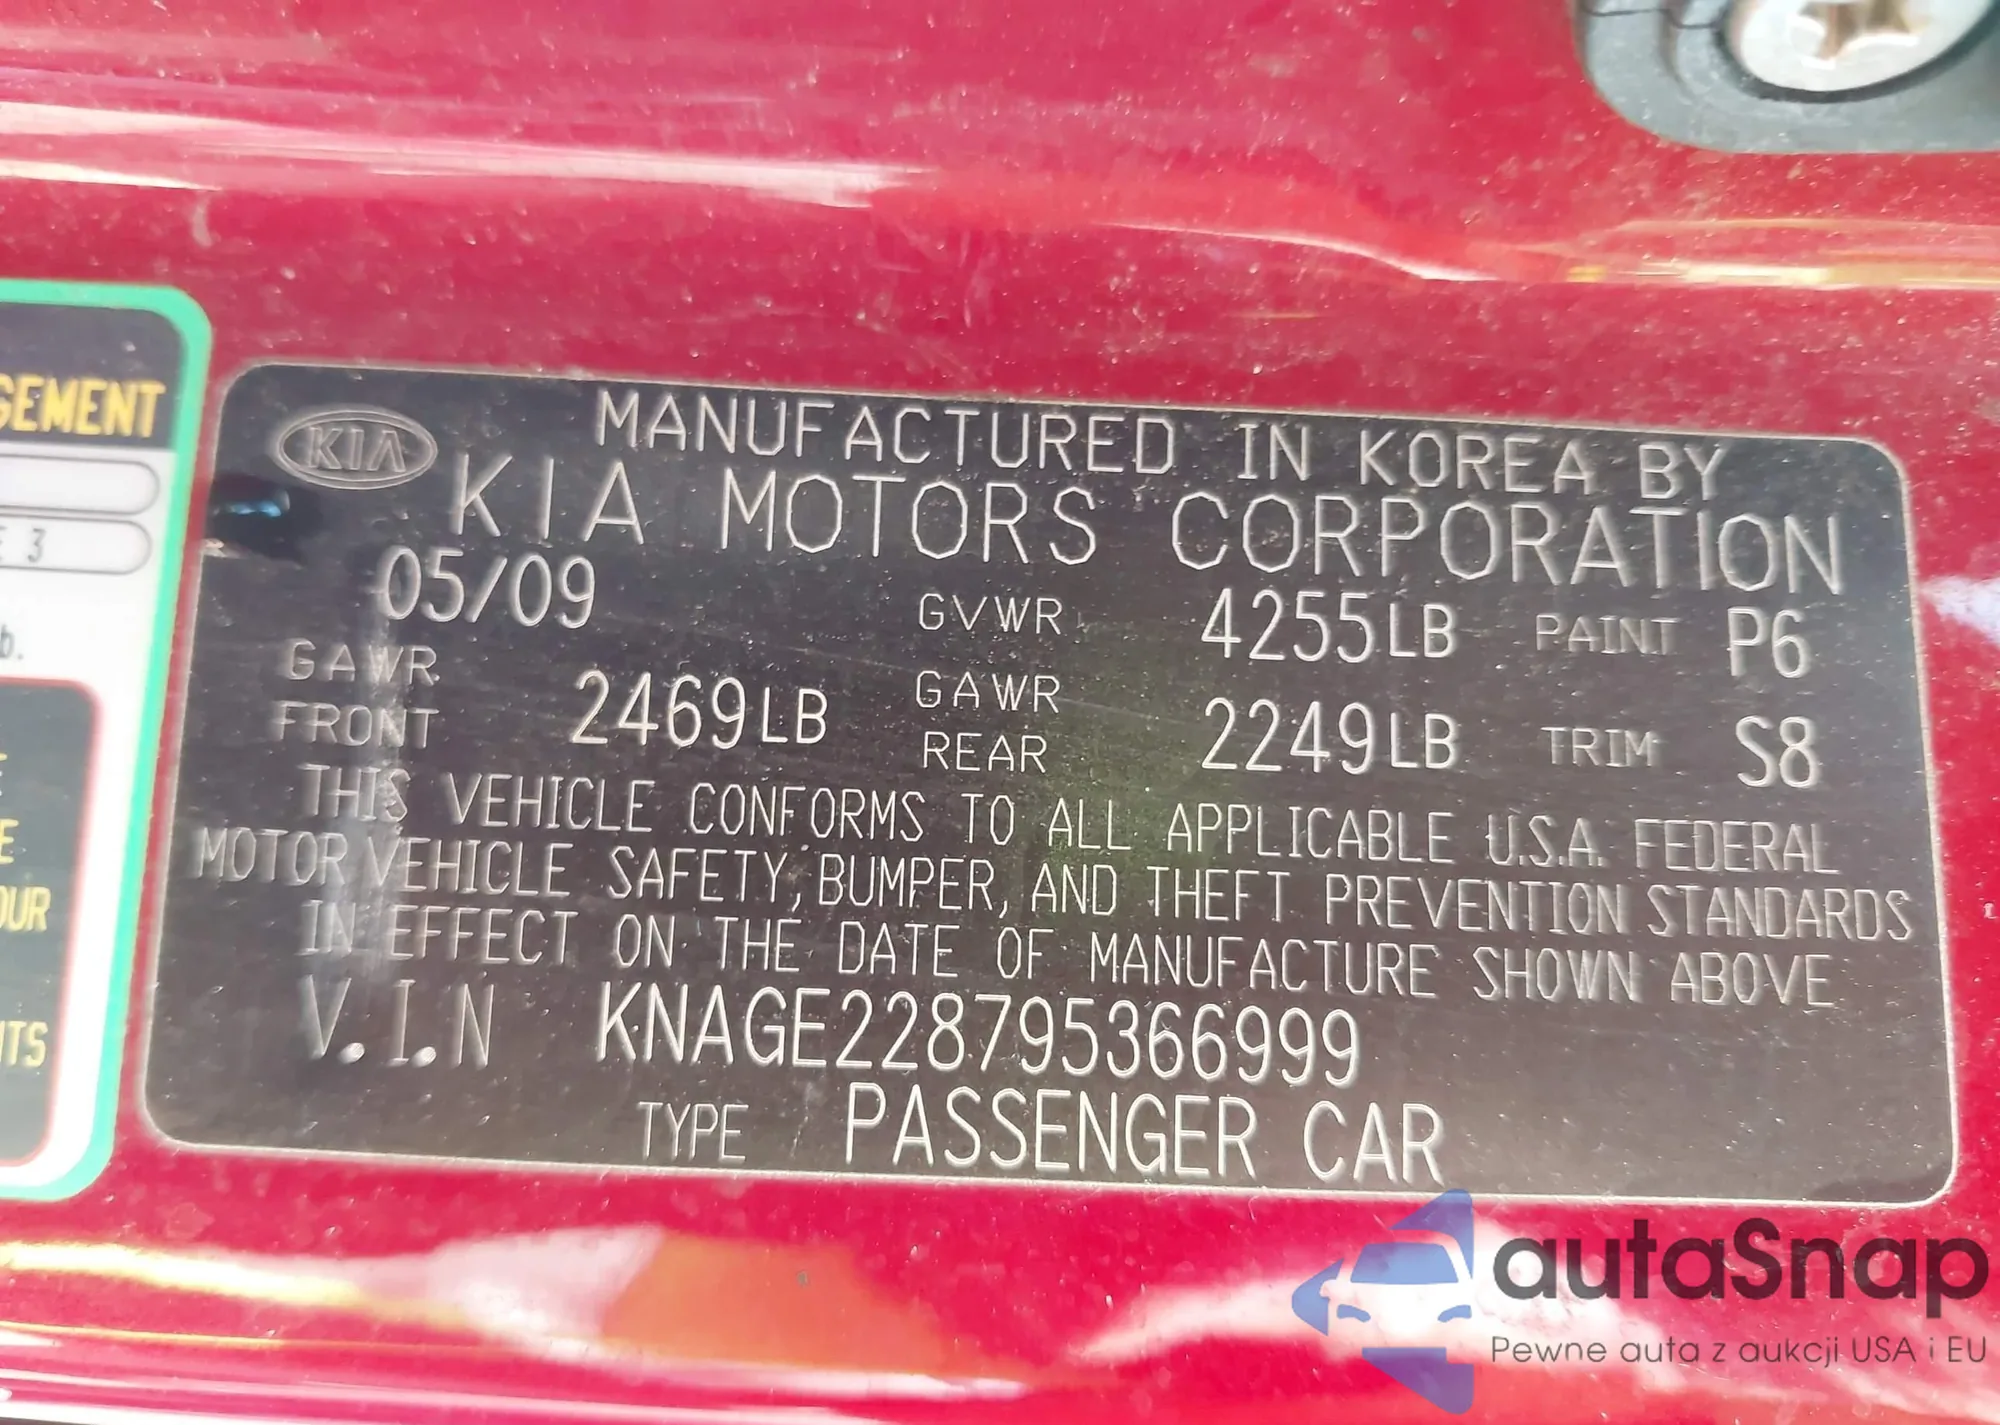 GEMENT
E 3
b.
E
OUR
ITS
KIA
MANUFACTURED IN KOREA BY
KIA MOTORS CORPORATION
05/09 GVWR 4255LB PAINT P6
GAWR FRONT 2469LB GAWR REAR 2249LB TRIM S8
THIS VEHICLE CONFORMS TO ALL APPLICABLE U.S.A. FEDERAL
MOTOR VEHICLE SAFETY, BUMPER, AND THEFT PREVENTION STANDARDS
IN EFFECT ON THE DATE OF MANUFACTURE SHOWN ABOVE
V.I.N KNAGE228795366999
TYPE PASSENGER CAR
autaSnap
Pewne auta z aukcji USA i EU